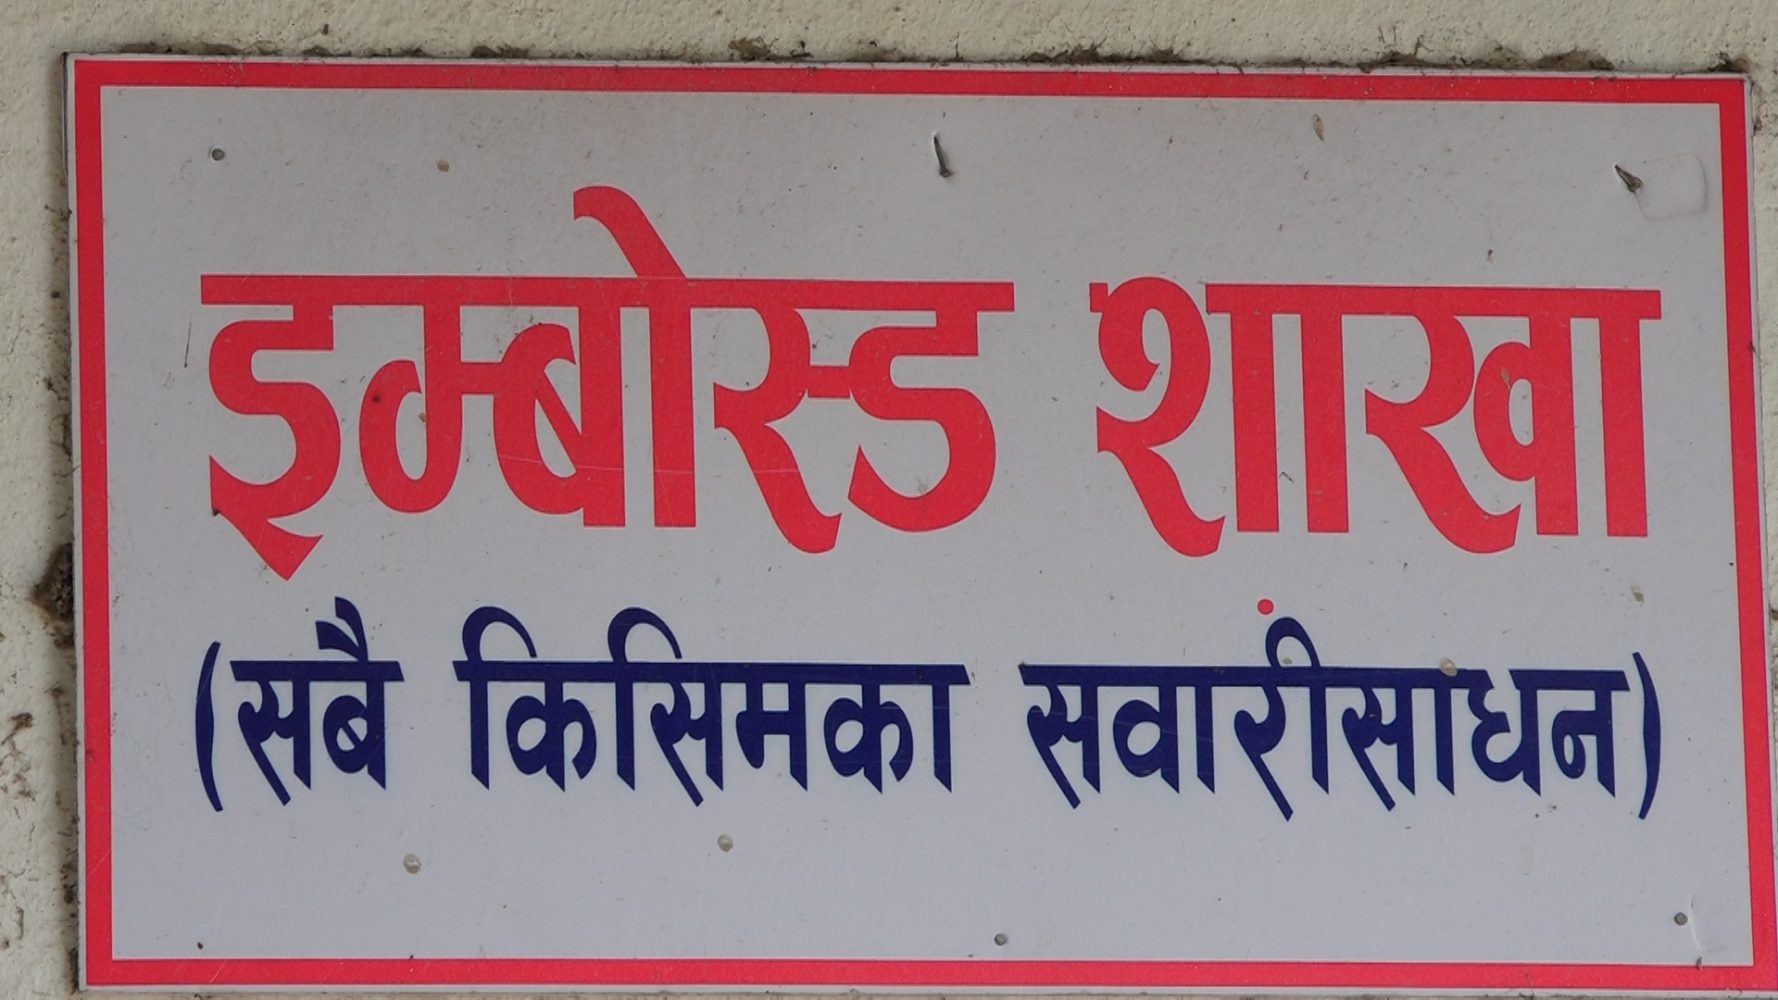 इम्बोस्ड शाखा
(सबै किसिमका सवारीसाधन)